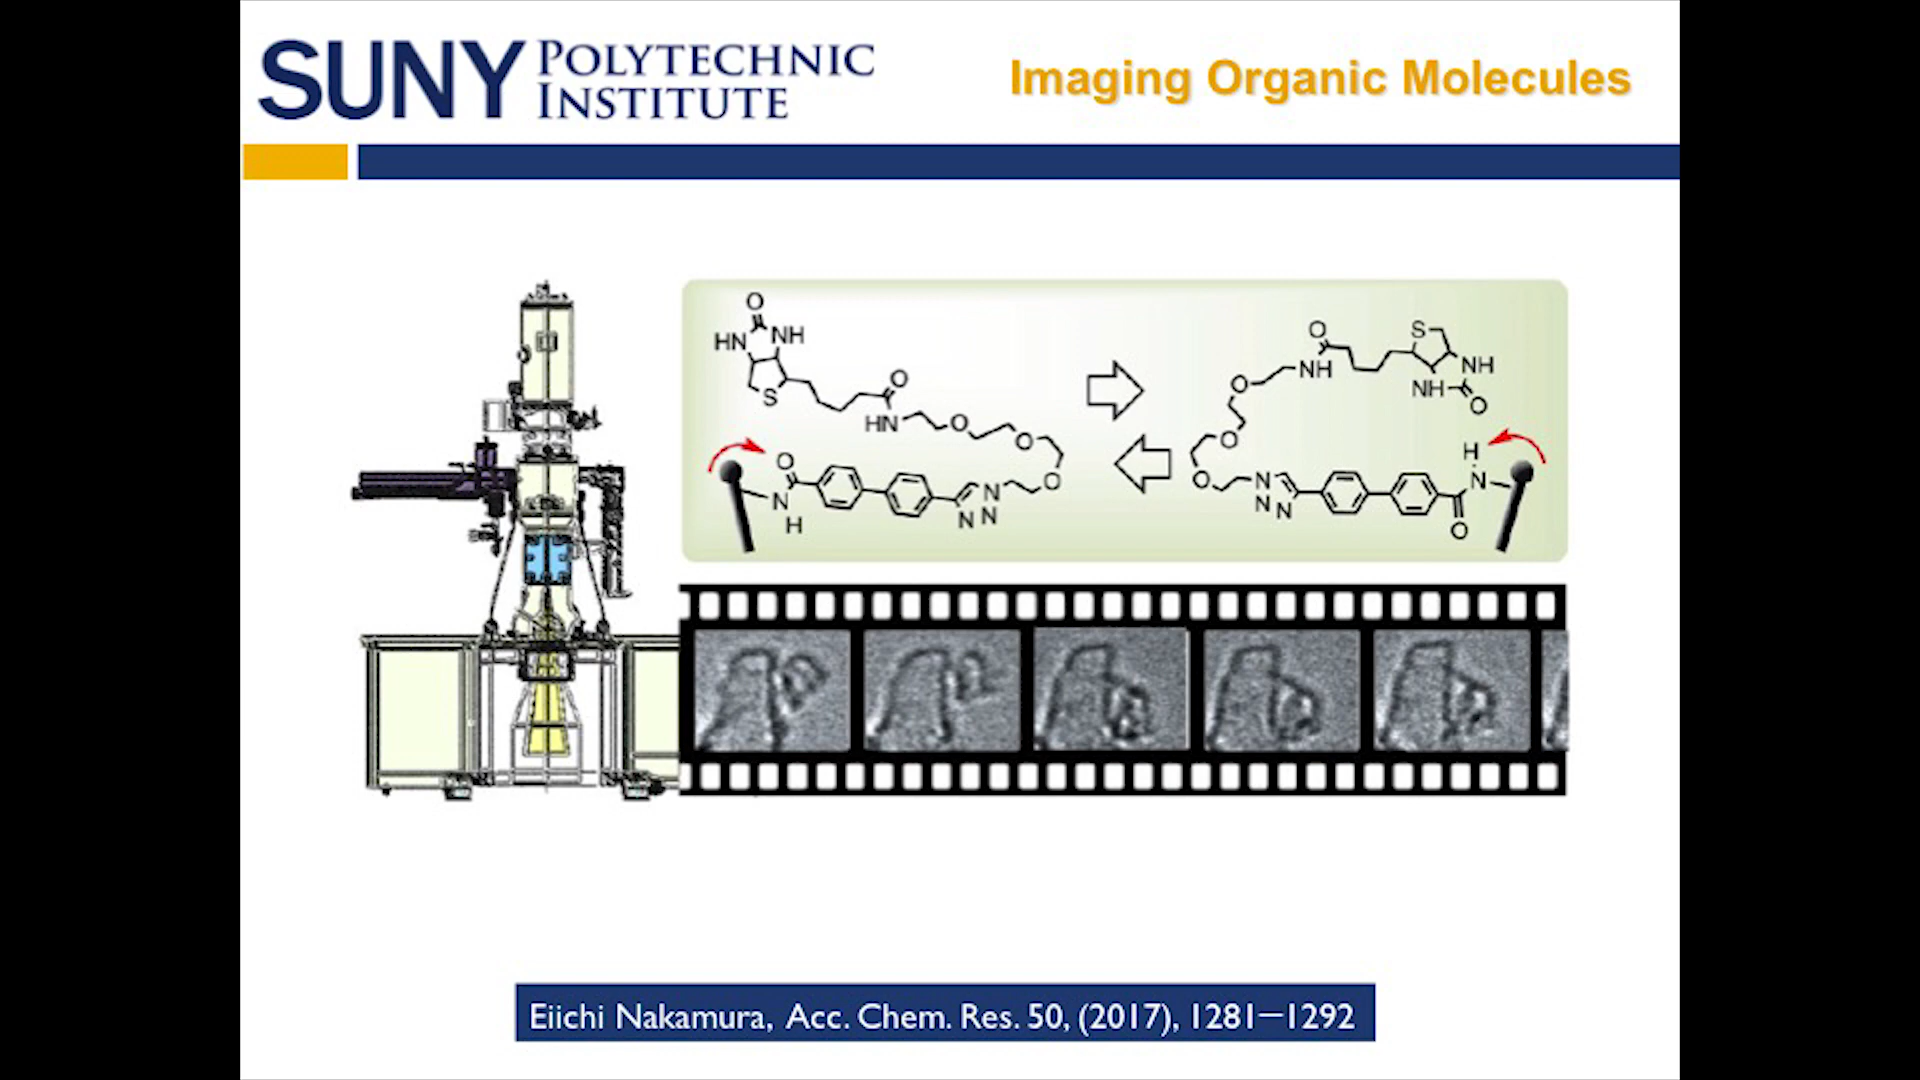 SUNY POLYTECHNIC
INSTITUTE
Imaging Organic Molecules
O
HN NH
S
O
HN
O
O
O
O
N
H
N
N N
O
S
NH
NH
O
O
NH
O
O
O
N
N
N
H
N
O
Eiichi Nakamura, Acc. Chem. Res. 50, (2017), 1281–1292